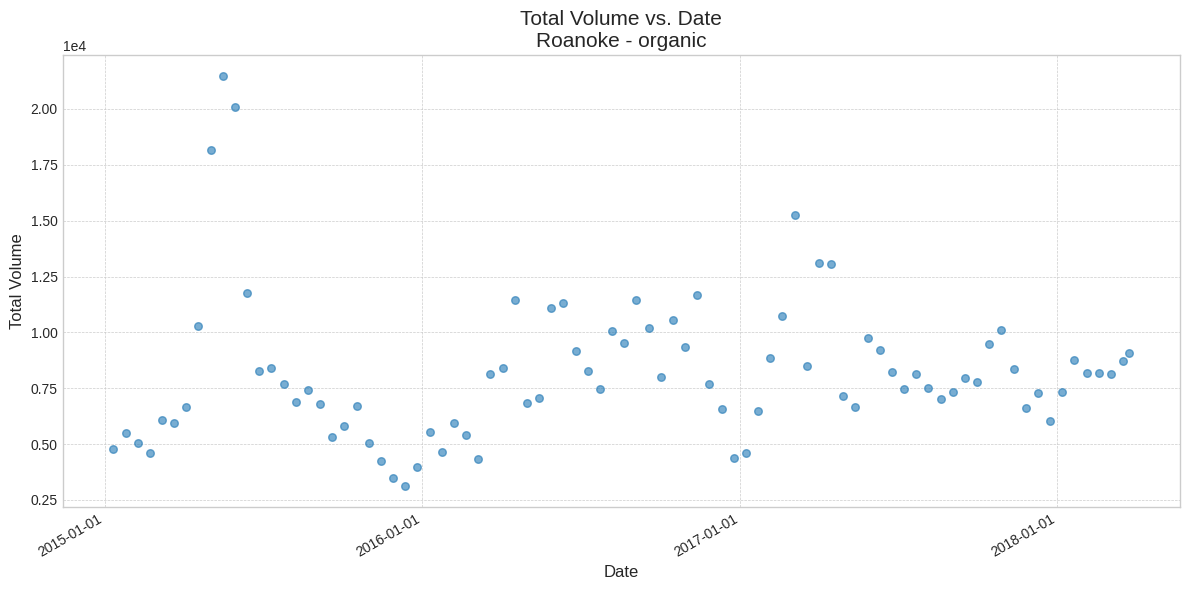 Total Volume vs. Date
Roanoke - organic
1e4
2.00
1.75
1.50
1.25
1.00
0.75
0.50
0.25
Total Volume
2015-01-01
2016-01-01
2017-01-01
2018-01-01
Date